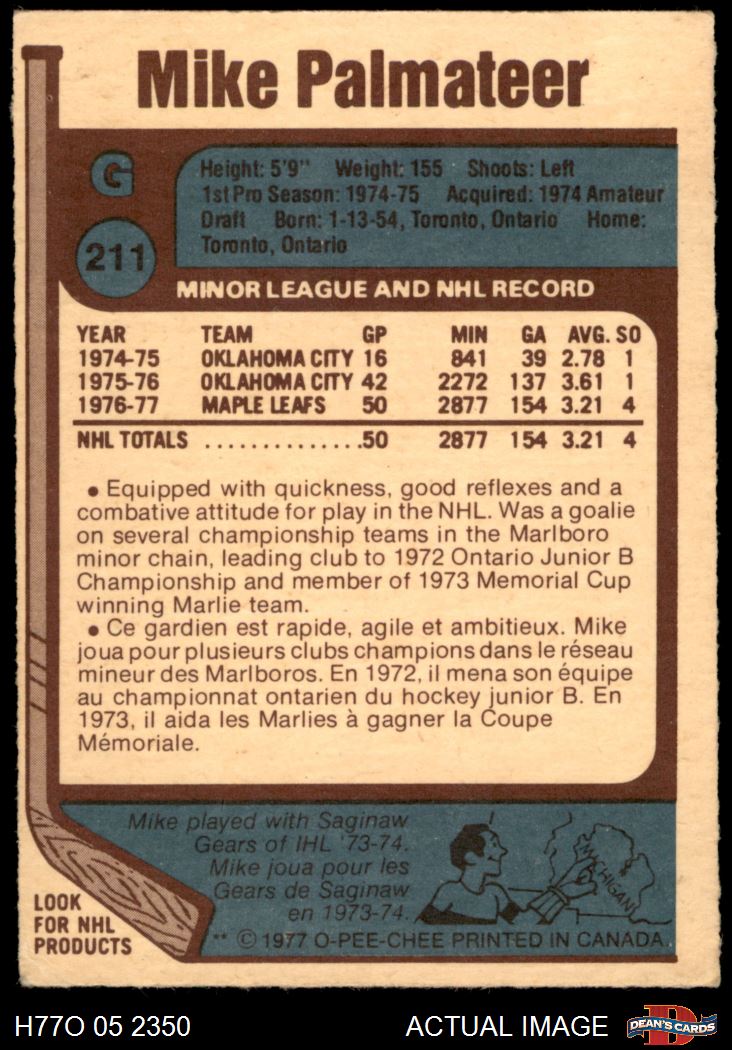 Mike Palmateer
G
Height: 5'9" Weight: 155 Shoots: Left
1st Pro Season: 1974-75 Acquired: 1974 Amateur
Draft Born: 1-13-54, Toronto, Ontario Home:
Toronto, Ontario
211
MINOR LEAGUE AND NHL RECORD
YEAR TEAM GP MIN GA AVG. SO
1974-75 OKLAHOMA CITY 16 841 39 2.78 1
1975-76 OKLAHOMA CITY 42 2272 137 3.61 1
1976-77 MAPLE LEAFS 50 2877 154 3.21 4
NHL TOTALS ..............50 2877 154 3.21 4
• Equipped with quickness, good reflexes and a
combative attitude for play in the NHL. Was a goalie
on several championship teams in the Marlboro
minor chain, leading club to 1972 Ontario Junior B
Championship and member of 1973 Memorial Cup
winning Marlie team.
• Ce gardien est rapide, agile et ambitieux. Mike
joua pour plusieurs clubs champions dans le réseau
mineur des Marlboros. En 1972, il mena son équipe
au championnat ontarien du hockey junior B. En
1973, il aida les Marlies à gagner la Coupe
Mémoriale.
Mike played with Saginaw
Gears of IHL '73-74.
Mike joua pour les
Gears de Saginaw
en 1973-74.
MICHIGAN
LOOK
FOR NHL
PRODUCTS
** © 1977 O-PEE-CHEE PRINTED IN CANADA
H77O 05 2350 ACTUAL IMAGE
D
DEAN'S CARDS